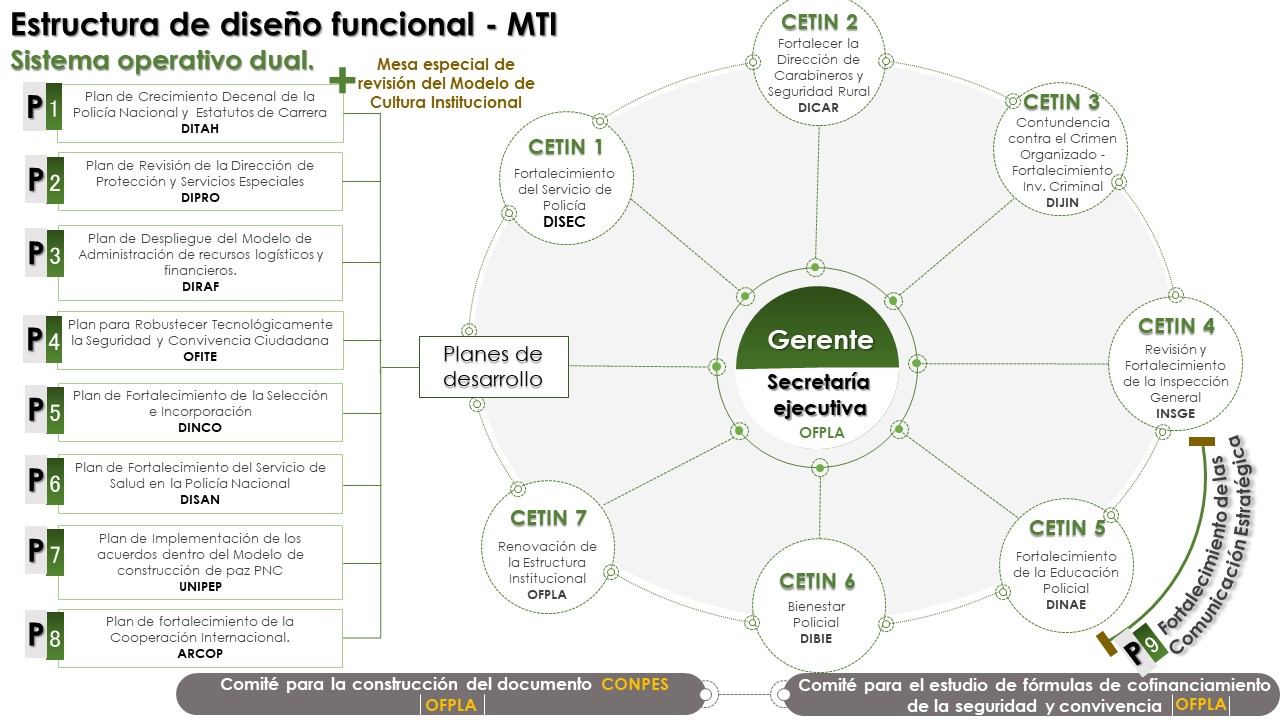 Estructura de diseño funcional - MTI
Sistema operativo dual.
Mesa especial de
revisión del Modelo de
Cultura Institucional
P 1
Plan de Crecimiento Decenal de la
Policía Nacional y Estatutos de Carrera
DITAH
P 2
Plan de Revisión de la Dirección de
Protección y Servicios Especiales
DIPRO
P 3
Plan de Despliegue del Modelo de
Administración de recursos logísticos y
financieros.
DIRAF
P 4
Plan para Robustecer Tecnológicamente
la Seguridad y Convivencia Ciudadana
OFITE
P 5
Plan de Fortalecimiento de la Selección
e Incorporación
DINCO
P 6
Plan de Fortalecimiento del Servicio de
Salud en la Policía Nacional
DISAN
P 7
Plan de Implementación de los
acuerdos dentro del Modelo de
construcción de paz PNC
UNIPEP
P 8
Plan de fortalecimiento de la
Cooperación Internacional.
ARCOP
Planes de
desarrollo
Gerente
Secretaría
ejecutiva
OFPLA
CETIN 1
Fortalecimiento
del Servicio de
Policía
DISEC
CETIN 2
Fortalecer la
Dirección de
Carabineros y
Seguridad Rural
DICAR
CETIN 3
Contundencia
contra el Crimen
Organizado -
Fortalecimiento
Inv. Criminal
DIJIN
CETIN 4
Revisión y
Fortalecimiento
de la Inspección
General
INSGE
CETIN 5
Fortalecimiento
de la Educación
Policial
DINAE
CETIN 6
Bienestar
Policial
DIBIE
CETIN 7
Renovación de
la Estructura
Institucional
OFPLA
P 9
Fortalecimiento de las
Comunicación Estratégica
Comité para la construcción del documento CONPES
|OFPLA |
Comité para el estudio de fórmulas de cofinanciamiento
de la seguridad y convivencia |OFPLA|